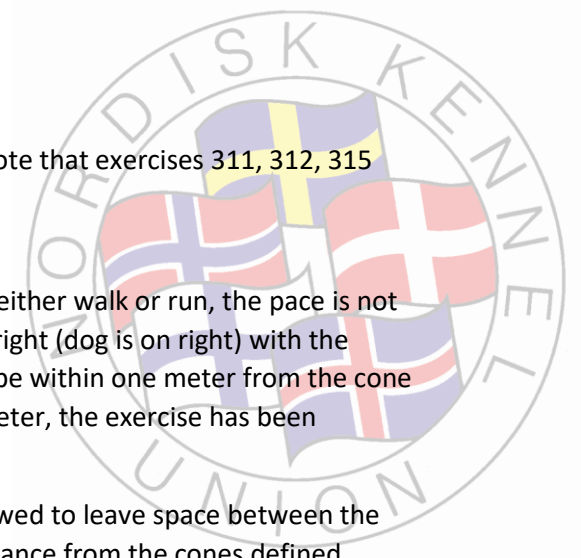 NORDISK KENNEL UNION
ote that exercises 311, 312, 315
either walk or run, the pace is not
right (dog is on right) with the
be within one meter from the cone
eter, the exercise has been
wed to leave space between the
ance from the cones defined